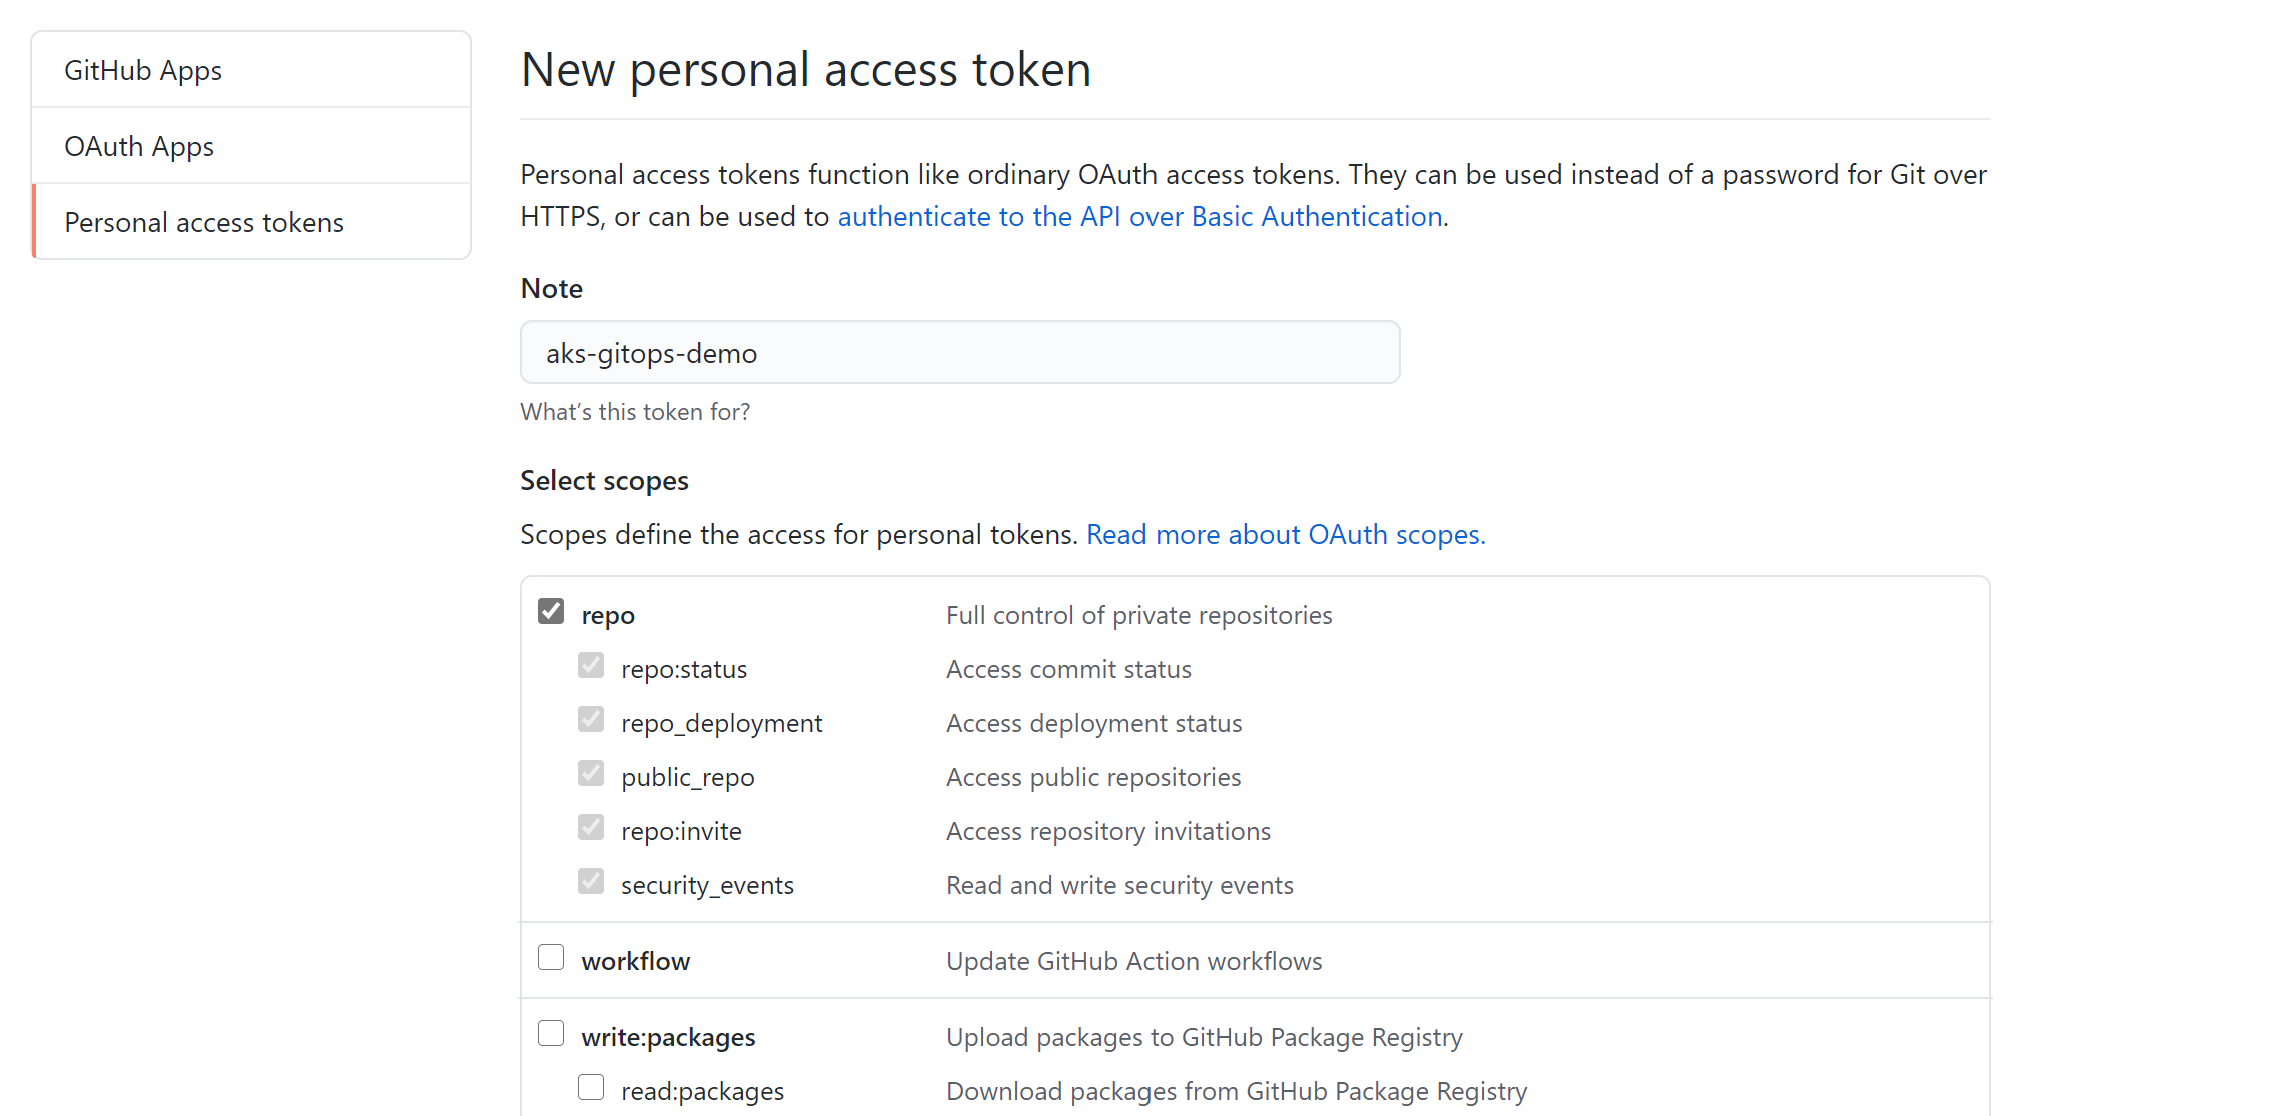 GitHub Apps
OAuth Apps
Personal access tokens
New personal access token
Personal access tokens function like ordinary OAuth access tokens. They can be used instead of a password for Git over
HTTPS, or can be used to authenticate to the API over Basic Authentication.
Note
aks-gitops-demo
What’s this token for?
Select scopes
Scopes define the access for personal tokens. Read more about OAuth scopes.
repo Full control of private repositories
repo:status Access commit status
repo_deployment Access deployment status
public_repo Access public repositories
repo:invite Access repository invitations
security_events Read and write security events
workflow Update GitHub Action workflows
write:packages Upload packages to GitHub Package Registry
read:packages Download packages from GitHub Package Registry